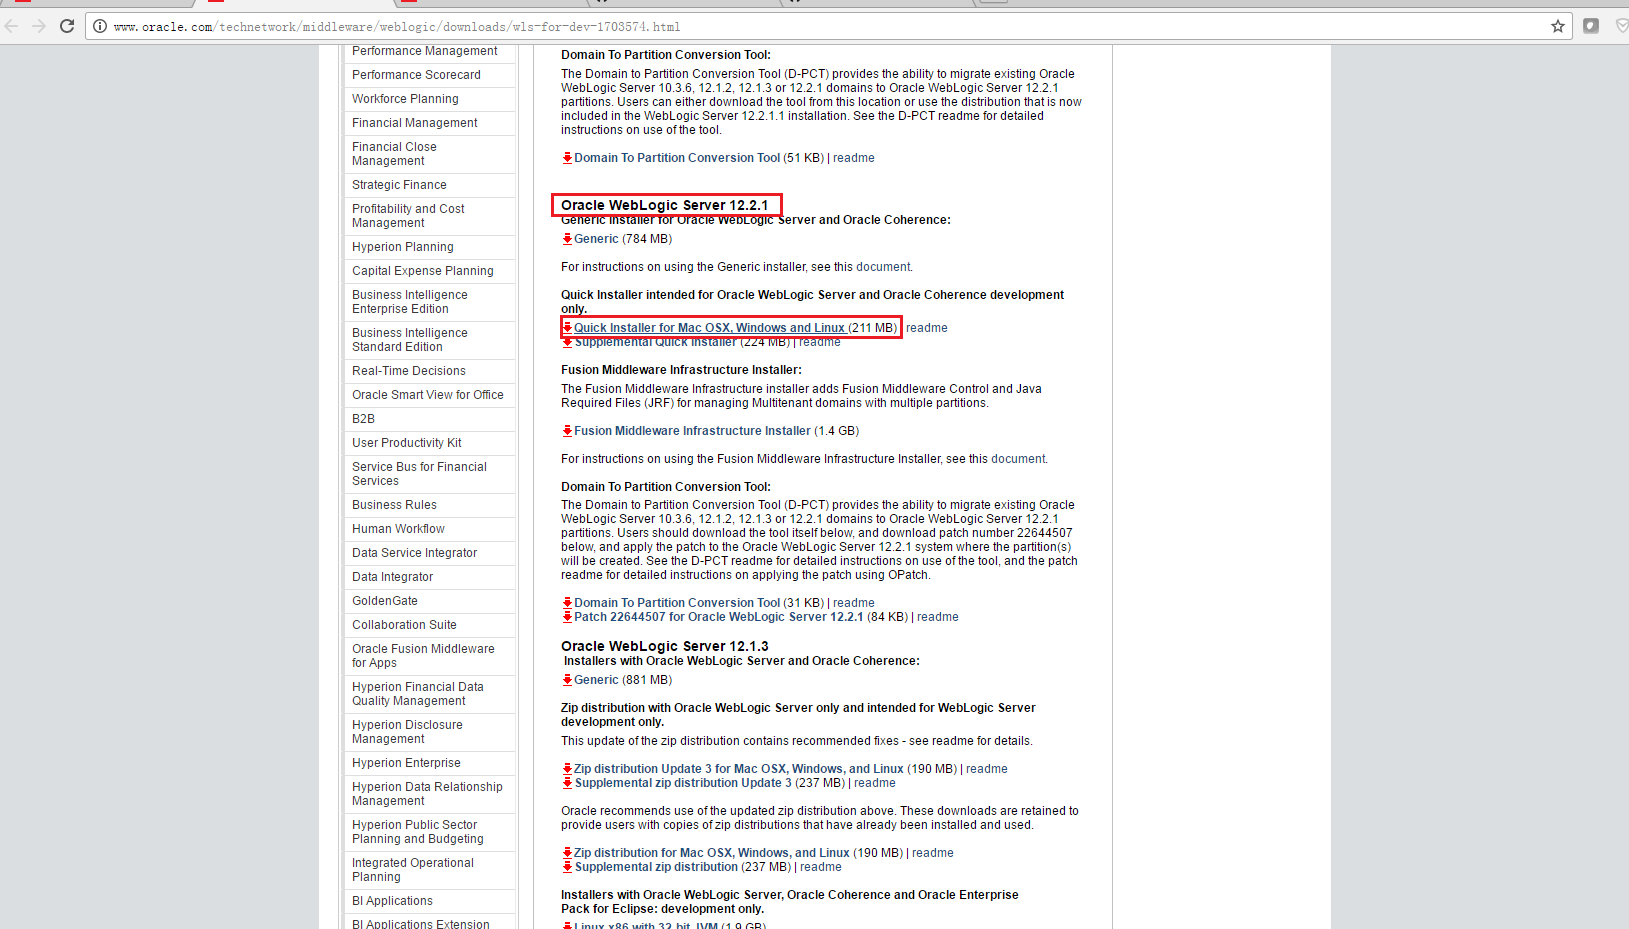 www.oracle.com/technetwork/middleware/weblogic/downloads/wls-for-dev-1703574.html
Performance Management
Performance Scorecard
Workforce Planning
Financial Management
Financial Close
Management
Strategic Finance
Profitability and Cost
Management
Hyperion Planning
Capital Expense Planning
Business Intelligence
Enterprise Edition
Business Intelligence
Standard Edition
Real-Time Decisions
Oracle Smart View for Office
B2B
User Productivity Kit
Service Bus for Financial
Services
Business Rules
Human Workflow
Data Service Integrator
Data Integrator
GoldenGate
Collaboration Suite
Oracle Fusion Middleware
for Apps
Hyperion Financial Data
Quality Management
Hyperion Disclosure
Management
Hyperion Enterprise
Hyperion Data Relationship
Management
Hyperion Public Sector
Planning and Budgeting
Integrated Operational
Planning
BI Applications
BI Applications Extension
Domain To Partition Conversion Tool:
The Domain to Partition Conversion Tool (D-PCT) provides the ability to migrate existing Oracle
WebLogic Server 10.3.6, 12.1.2, 12.1.3 or 12.2.1 domains to Oracle WebLogic Server 12.2.1
partitions. Users can either download the tool from this location or use the distribution that is now
included in the WebLogic Server 12.2.1.1 installation. See the D-PCT readme for detailed
instructions on use of the tool.
Domain To Partition Conversion Tool (51 KB) | readme
Oracle WebLogic Server 12.2.1
Generic Installer for Oracle WebLogic Server and Oracle Coherence:
Generic (784 MB)
For instructions on using the Generic installer, see this document.
Quick Installer intended for Oracle WebLogic Server and Oracle Coherence development
only.
Quick Installer for Mac OSX, Windows and Linux (211 MB) readme
Supplemental Quick Installer (224 MB) | readme
Fusion Middleware Infrastructure Installer:
The Fusion Middleware Infrastructure installer adds Fusion Middleware Control and Java
Required Files (JRF) for managing Multitenant domains with multiple partitions.
Fusion Middleware Infrastructure Installer (1.4 GB)
For instructions on using the Fusion Middleware Infrastructure Installer, see this document.
Domain To Partition Conversion Tool:
The Domain to Partition Conversion Tool (D-PCT) provides the ability to migrate existing Oracle
WebLogic Server 10.3.6, 12.1.2, 12.1.3 or 12.2.1 domains to Oracle WebLogic Server 12.2.1
partitions. Users should download the tool itself below, and download patch number 22644507
below, and apply the patch to the Oracle WebLogic Server 12.2.1 system where the partition(s)
will be created. See the D-PCT readme for detailed instructions on use of the tool, and the patch
readme for detailed instructions on applying the patch using OPatch.
Domain To Partition Conversion Tool (31 KB) | readme
Patch 22644507 for Oracle WebLogic Server 12.2.1 (84 KB) | readme
Oracle WebLogic Server 12.1.3
Installers with Oracle WebLogic Server and Oracle Coherence:
Generic (881 MB)
Zip distribution with Oracle WebLogic Server only and intended for WebLogic Server
development only.
This update of the zip distribution contains recommended fixes - see readme for details.
Zip distribution Update 3 for Mac OSX, Windows, and Linux (190 MB) | readme
Supplemental zip distribution Update 3 (237 MB) | readme
Oracle recommends use of the updated zip distribution above. These downloads are retained to
provide users with copies of zip distributions that have already been installed and used.
Zip distribution for Mac OSX, Windows, and Linux (190 MB) | readme
Supplemental zip distribution (237 MB) | readme
Installers with Oracle WebLogic Server, Oracle Coherence and Oracle Enterprise
Pack for Eclipse: development only.
Linux x86 with 32-bit JVM (1.9 GB)